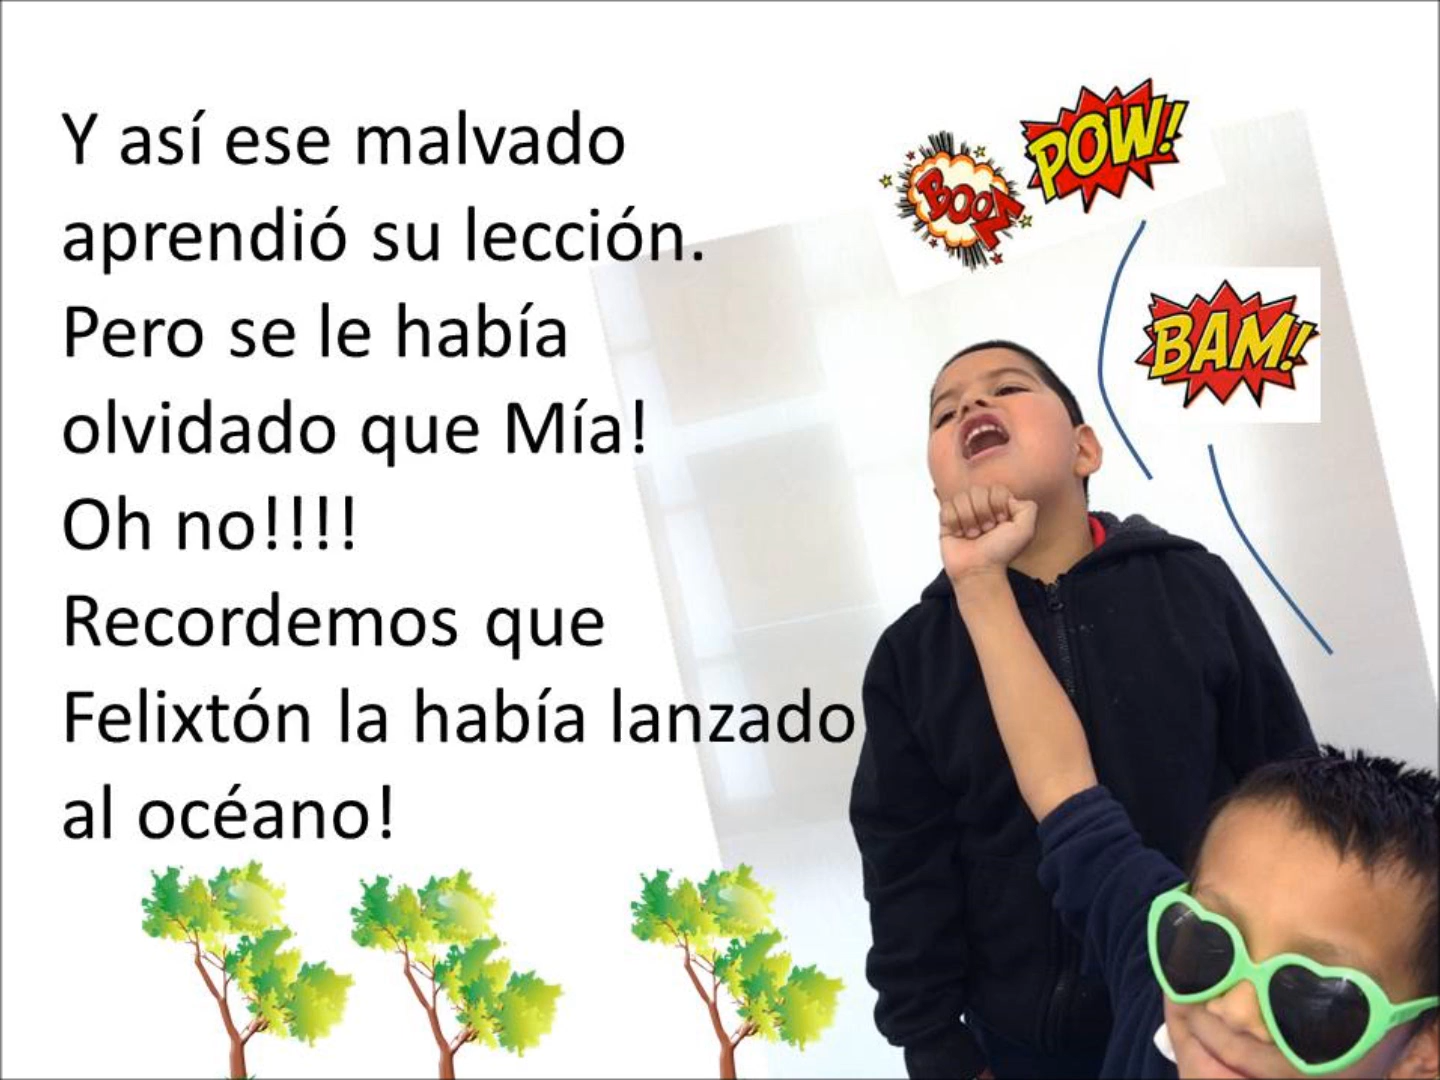 Y así ese malvado
aprendió su lección.
Pero se le había
olvidado que Mía!
Oh no!!!!
Recordemos que
Felixtón la había lanzado
al océano!
BOOM
POW!
BAM!